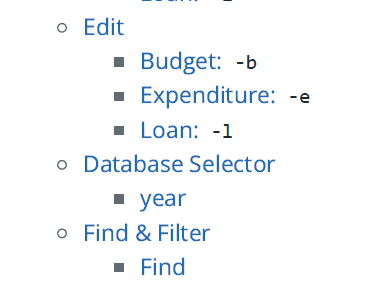 Edit
Budget: -b
Expenditure: -e
Loan: -l
Database Selector
year
Find & Filter
Find